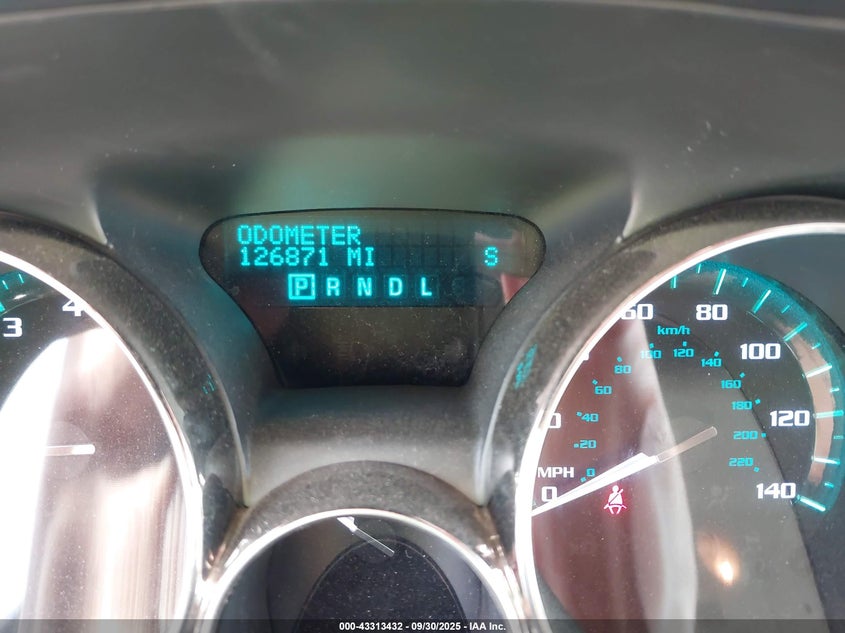 ODOMETER
126871 MI S
P R N D L
3 4
60 80 100 120 140
km/h
0 20 40 60 80 100 120 140 160 180 200 220
MPH
0
000-43313432 - 09/30/2025 - IAA Inc.